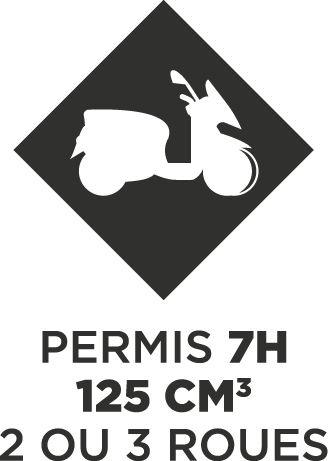 PERMIS 7H
125 CM³
2 OU 3 ROUES